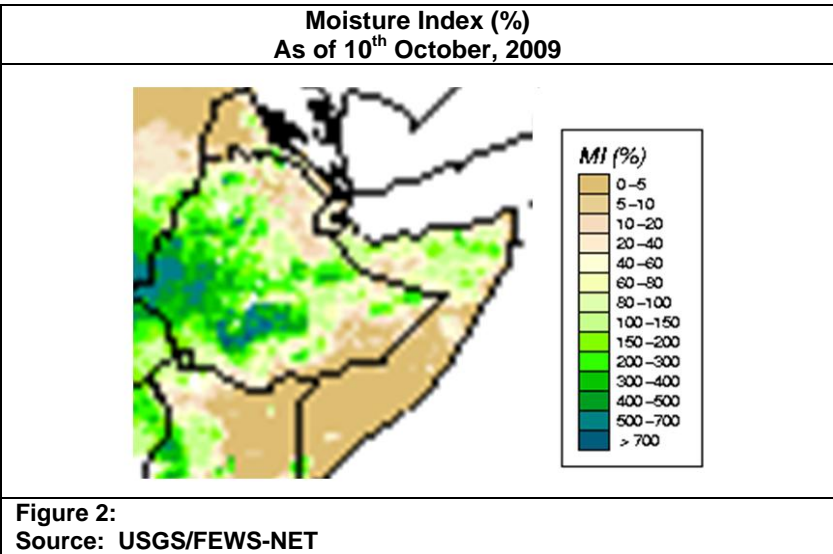 Moisture Index (%)
As of 10th October, 2009
MI (%)
0-5
5-10
10-20
20-40
40-60
60-80
80-100
100-150
150-200
200-300
300-400
400-500
500-700
> 700
Figure 2:
Source: USGS/FEWS-NET